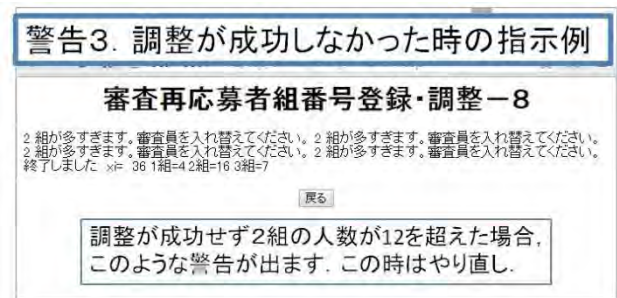 警告3. 調整が成功しなかった時の指示例
審査再応募者組番号登録・調整－8
2 組が多すぎます。審査員を入れ替えてください。 2 組が多すぎます。審査員を入れ替えてください。
2 組が多すぎます。審査員を入れ替えてください。 2 組が多すぎます。審査員を入れ替えてください。
終了しました 36 1組=4 2組=16 3組=7
戻る
調整が成功せず2組の人数が12を超えた場合,
このような警告が出ます. この時はやり直し.